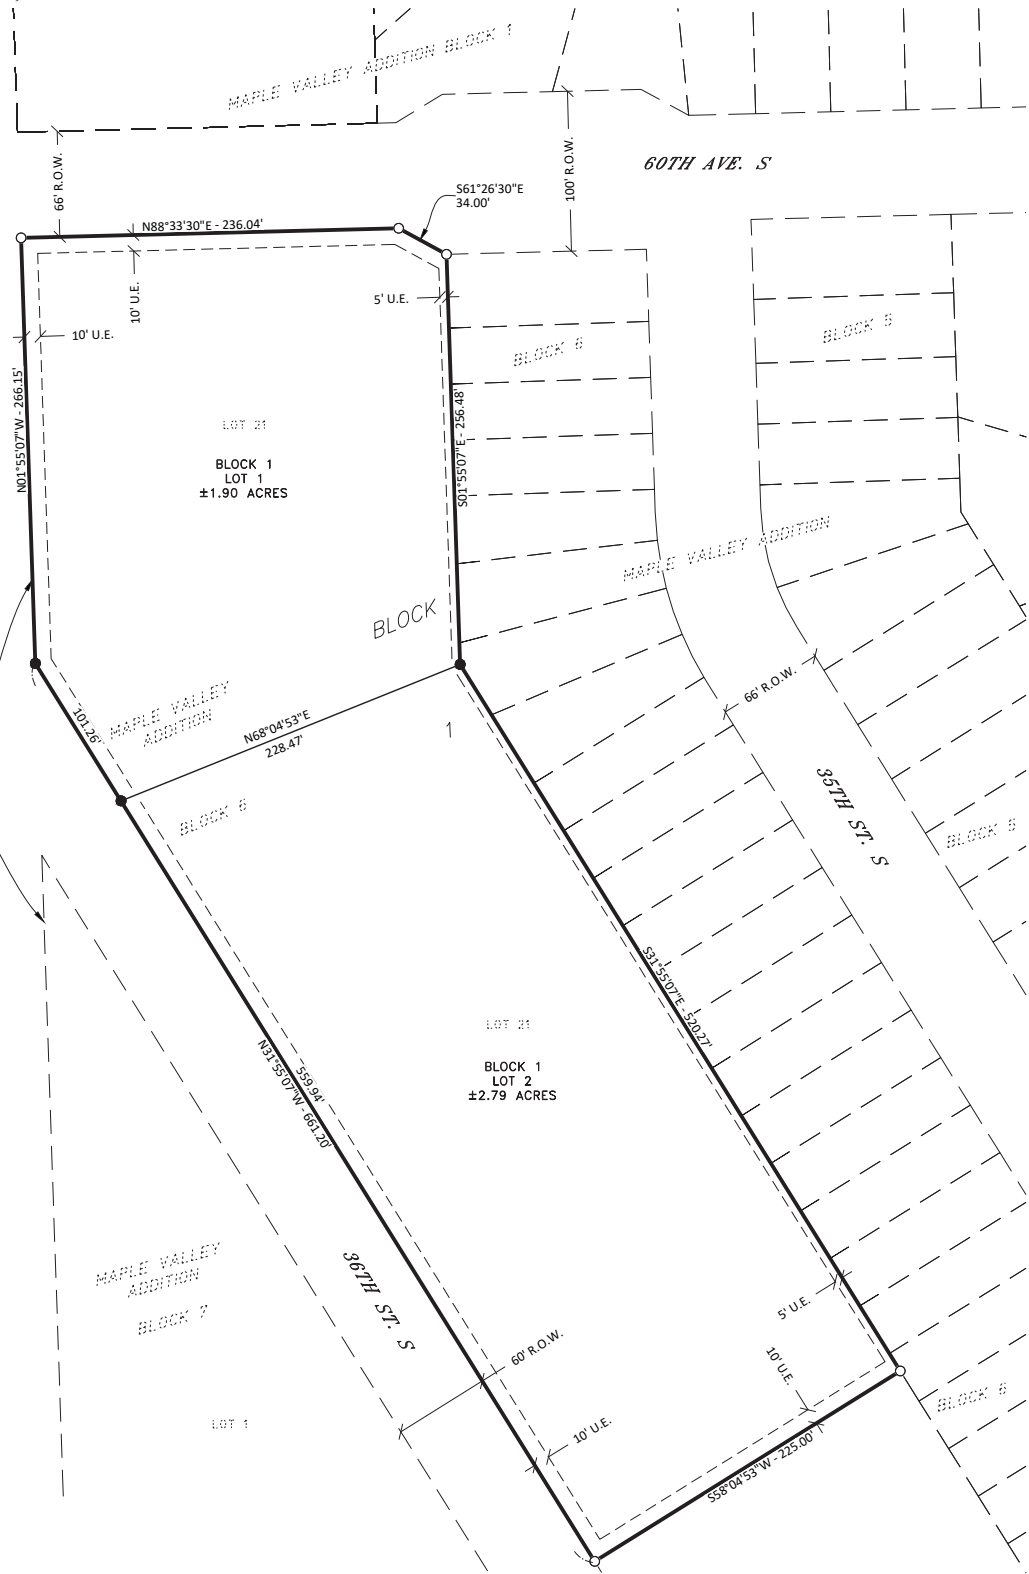 MAPLE VALLEY ADDITION BLOCK 1
60TH AVE. S
66' R.O.W.
100' R.O.W.
S61°26'30"E
34.00'
N88°33'30"E - 236.04'
10' U.E.
5' U.E.
10' U.E.
BLOCK 6
BLOCK 5
N01°55'07"W - 266.15'
S01°55'07"E - 256.48'
LOT 21
BLOCK 1
LOT 1
±1.90 ACRES
MAPLE VALLEY ADDITION
BLOCK
1
66' R.O.W.
101.26'
MAPLE VALLEY
ADDITION
N68°04'53"E
228.47'
BLOCK 6
35TH ST. S
BLOCK 5
S31°55'07"E - 520.27'
LOT 21
BLOCK 1
LOT 2
±2.79 ACRES
559.94'
N31°55'07"W - 661.20'
MAPLE VALLEY
ADDITION
BLOCK 7
36TH ST. S
5' U.E.
60' R.O.W.
10' U.E.
BLOCK 6
LOT 1
10' U.E.
S58°04'53"W - 225.00'